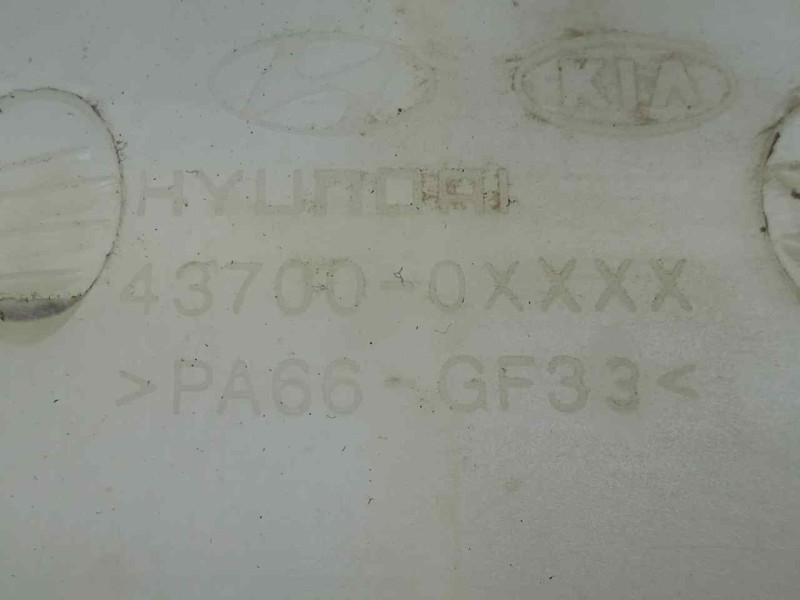 KIA
HYUNDAI
43700-0XXXX
>PA66-GF33<